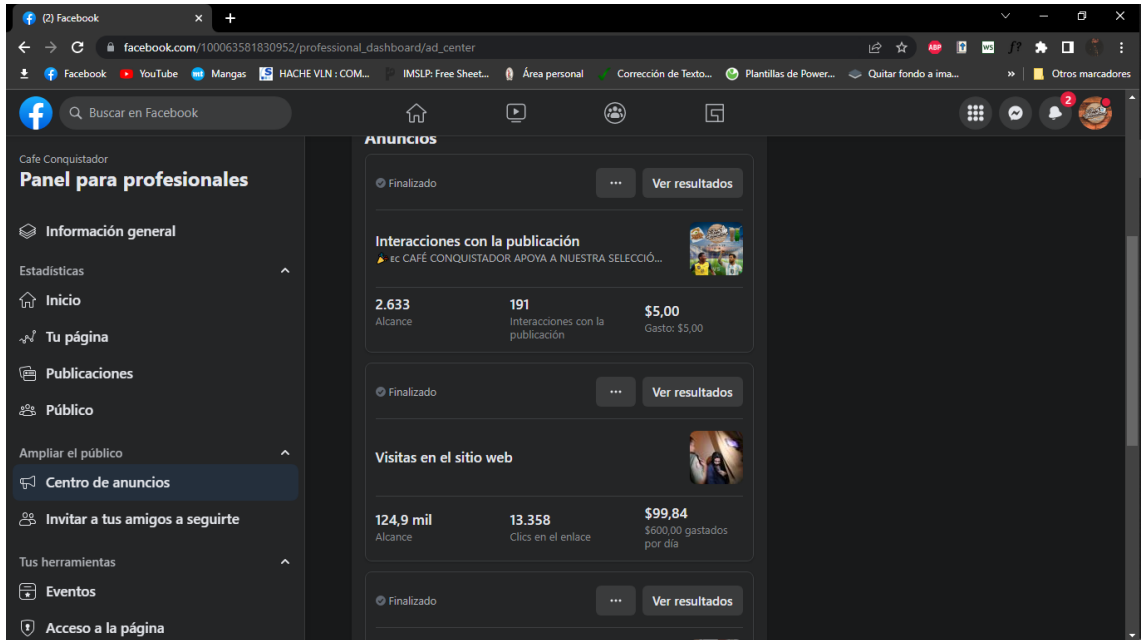 (2) Facebook
facebook.com/100063581830952/professional_dashboard/ad_center
Facebook
YouTube
Mangas
HACHE VLN : COM...
IMSLP: Free Sheet...
Área personal
Corrección de Texto...
Plantillas de Power...
Quitar fondo a ima...
»
Otros marcadores
Buscar en Facebook
2
Cafe Conquistador
Panel para profesionales
Información general
Estadísticas
Inicio
Tu página
Publicaciones
Público
Ampliar el público
Centro de anuncios
Invitar a tus amigos a seguirte
Tus herramientas
Eventos
Acceso a la página
Anuncios
Finalizado
... Ver resultados
Interacciones con la publicación
EC CAFÉ CONQUISTADOR APOYA A NUESTRA SELECCIÓ...
2.633
Alcance
191
Interacciones con la
publicación
$5,00
Gasto: $5,00
Finalizado
... Ver resultados
Visitas en el sitio web
124,9 mil
Alcance
13.358
Clics en el enlace
$99,84
$600,00 gastados
por día
Finalizado
... Ver resultados